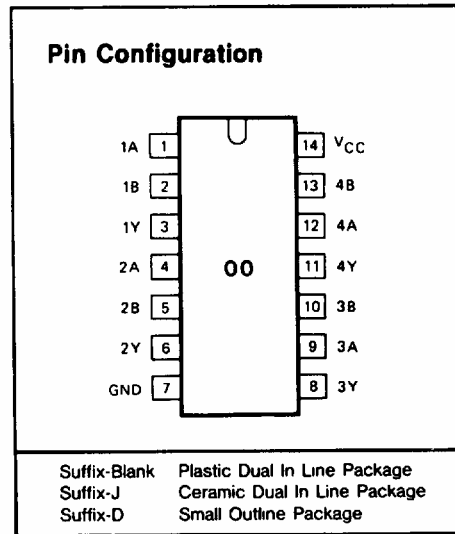 Pin Configuration
1A 1 14 VCC
1B 2 13 4B
1Y 3 12 4A
2A 4 00 11 4Y
2B 5 10 3B
2Y 6 9 3A
GND 7 8 3Y
Suffix-Blank Plastic Dual In Line Package
Suffix-J Ceramic Dual In Line Package
Suffix-D Small Outline Package